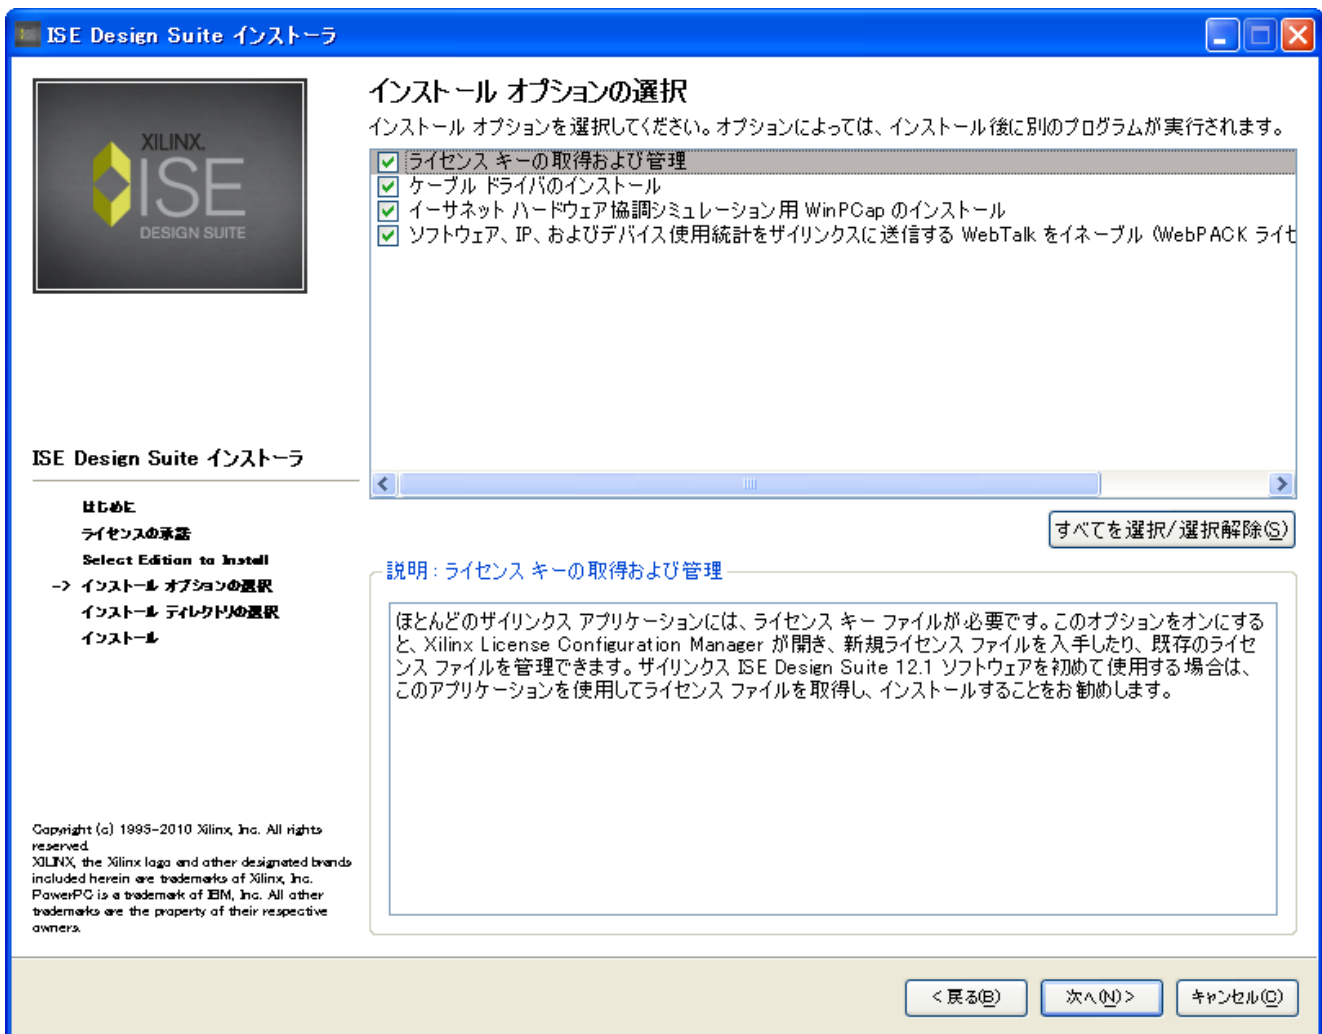 ISE Design Suite インストーラ
XILINX.
ISE
DESIGN SUITE
インストール オプションの選択
インストール オプションを選択してください。オプションによっては、インストール後に別のプログラムが実行されます。
ライセンス キーの取得および管理
ケーブル ドライバのインストール
イーサネット ハードウェア協調シミュレーション用 WinPCap のインストール
ソフトウェア、IP、およびデバイス使用統計をザイリンクスに送信する WebTalk をイネーブル (WebPACK ライセ
すべてを選択/選択解除(S)
ISE Design Suite インストーラ
はじめに
ライセンスの承諾
Select Edition to Install
-> インストール オプションの選択
インストール ディレクトリの選択
インストール
説明 : ライセンス キーの取得および管理
ほとんどのザイリンクス アプリケーションには、ライセンス キー ファイルが必要です。このオプションをオンにする
と、Xilinx License Configuration Manager が開き、新規ライセンス ファイルを入手したり、既存のライセ
ンス ファイルを管理できます。ザイリンクス ISE Design Suite 12.1 ソフトウェアを初めて使用する場合は、
このアプリケーションを使用してライセンス ファイルを取得し、インストールすることをお勧めします。
Copyright (c) 1995-2010 Xilinx, Inc. All rights
reserved.
XILINX, the Xilinx logo and other designated brands
included herein are trademarks of Xilinx, Inc.
PowerPC is a trademark of IBM, Inc. All other
trademarks are the property of their respective
owners.
< 戻る(B)
次へ(N) >
キャンセル(C)